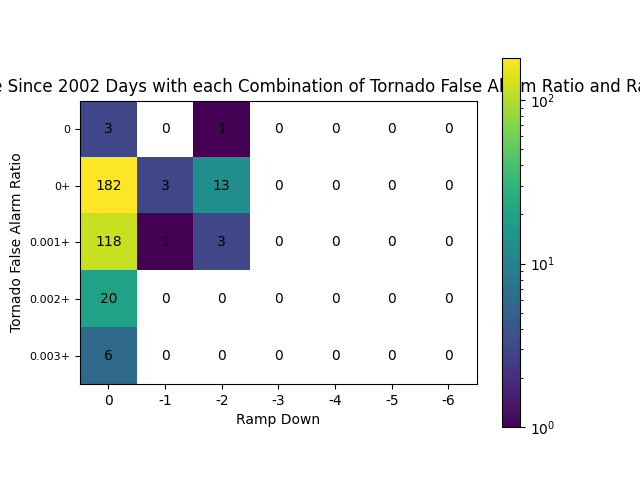 Since 2002 Days with each Combination of Tornado False Alarm Ratio and
Tornado False Alarm Ratio
0 3 0 1 0 0 0 0
0+ 182 3 13 0 0 0 0
0.001+ 118 1 3 0 0 0 0
0.002+ 20 0 0 0 0 0 0
0.003+ 6 0 0 0 0 0 0
0 -1 -2 -3 -4 -5 -6
Ramp Down
10²
10¹
10⁰